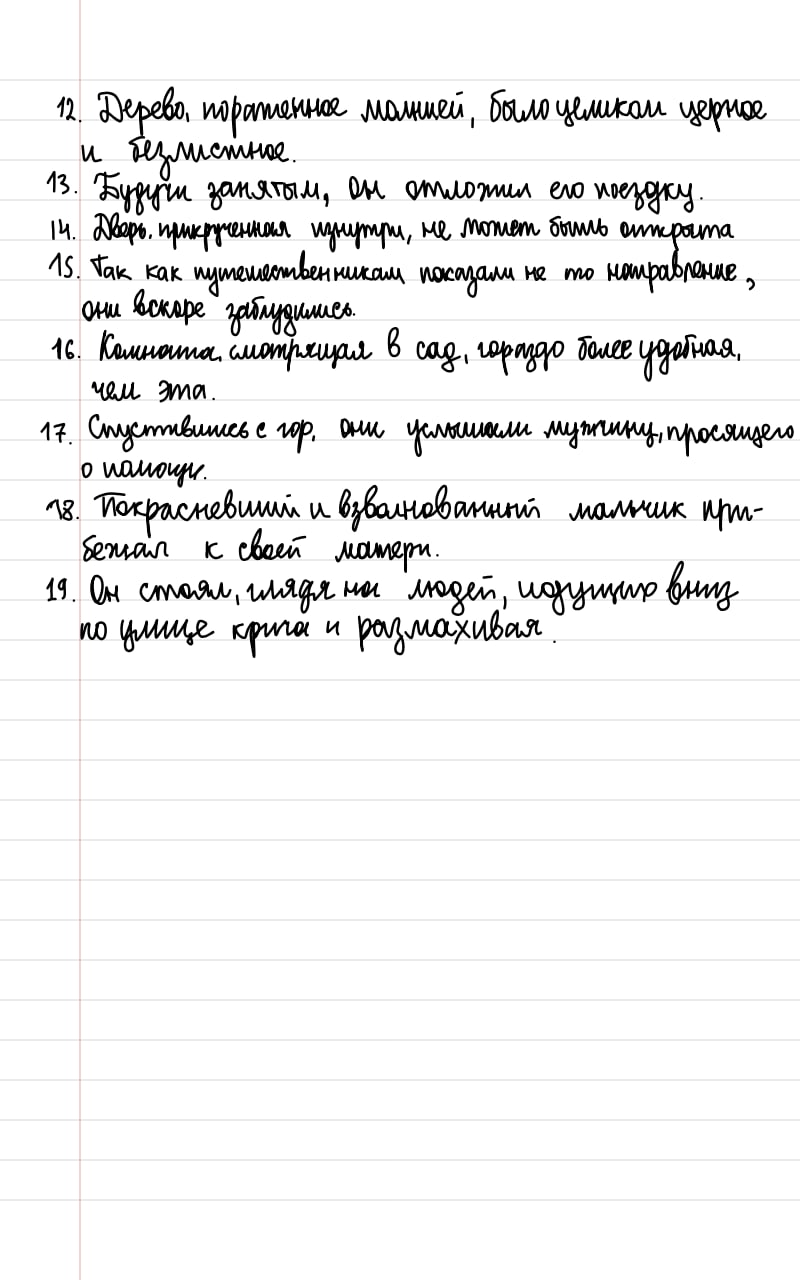 12. Дерево, пораженное молнией, было целиком черное
и безлистное.
13. Будучи занятым, он отложил его поездку.
14. Дверь, прикрученная изнутри, не может быть открыта
15. Так как путешественникам показали не то направление,
они вскоре заблудились.
16. Комната, смотрящая в сад, гораздо более удобная,
чем эта.
17. Спустившись с гор, они услышали мужчину, просящего
о помощи.
18. Покрасневший и взволнованный мальчик при-
бежал к своей матери.
19. Он стоял, глядя на людей, идущих вниз
по улице крича и размахивая.